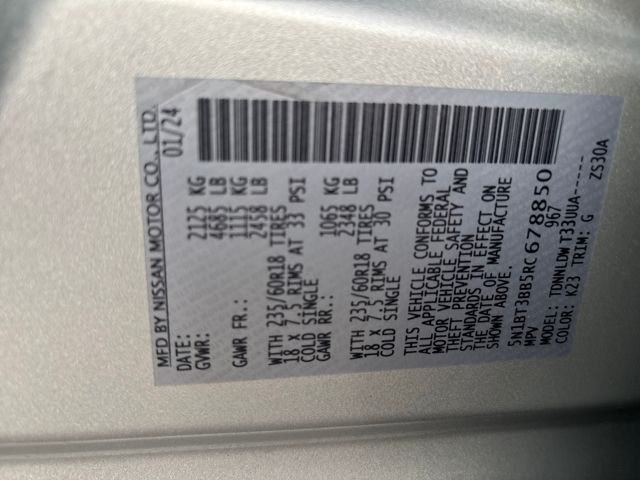 MFD BY NISSAN MOTOR CO., LTD.
DATE: 01/24
GVWR: 2125 KG
4685 LB
GAWR FR.: 1115 KG
2458 LB
WITH 235/60R18 TIRES
18 X 7.5 RIMS AT 33 PSI
COLD SINGLE
GAWR RR.: 1065 KG
2348 LB
WITH 235/60R18 TIRES
18 X 7.5 RIMS AT 30 PSI
COLD SINGLE
THIS VEHICLE CONFORMS TO
ALL APPLICABLE FEDERAL
MOTOR VEHICLE SAFETY AND
THEFT PREVENTION
STANDARDS IN EFFECT ON
THE DATE OF MANUFACTURE
SHOWN ABOVE.
5N1BT3BB5RC678850
MPV 967
MODEL: TDNNLDWT33UUA-----
COLOR: K23 TRIM: G ZS30A